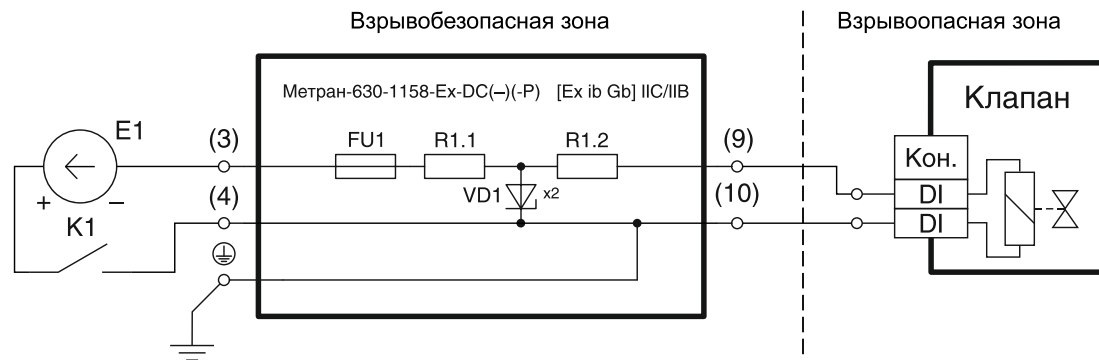 Взрывобезопасная зона
Взрывоопасная зона
Метран-630-1158-Ex-DC(–)(-P) [Ex ib Gb] IIC/IIB
Клапан
E1
(3)
FU1
R1.1
R1.2
(9)
Кон.
+
–
(4)
VD1
x2
(10)
DI
K1
DI